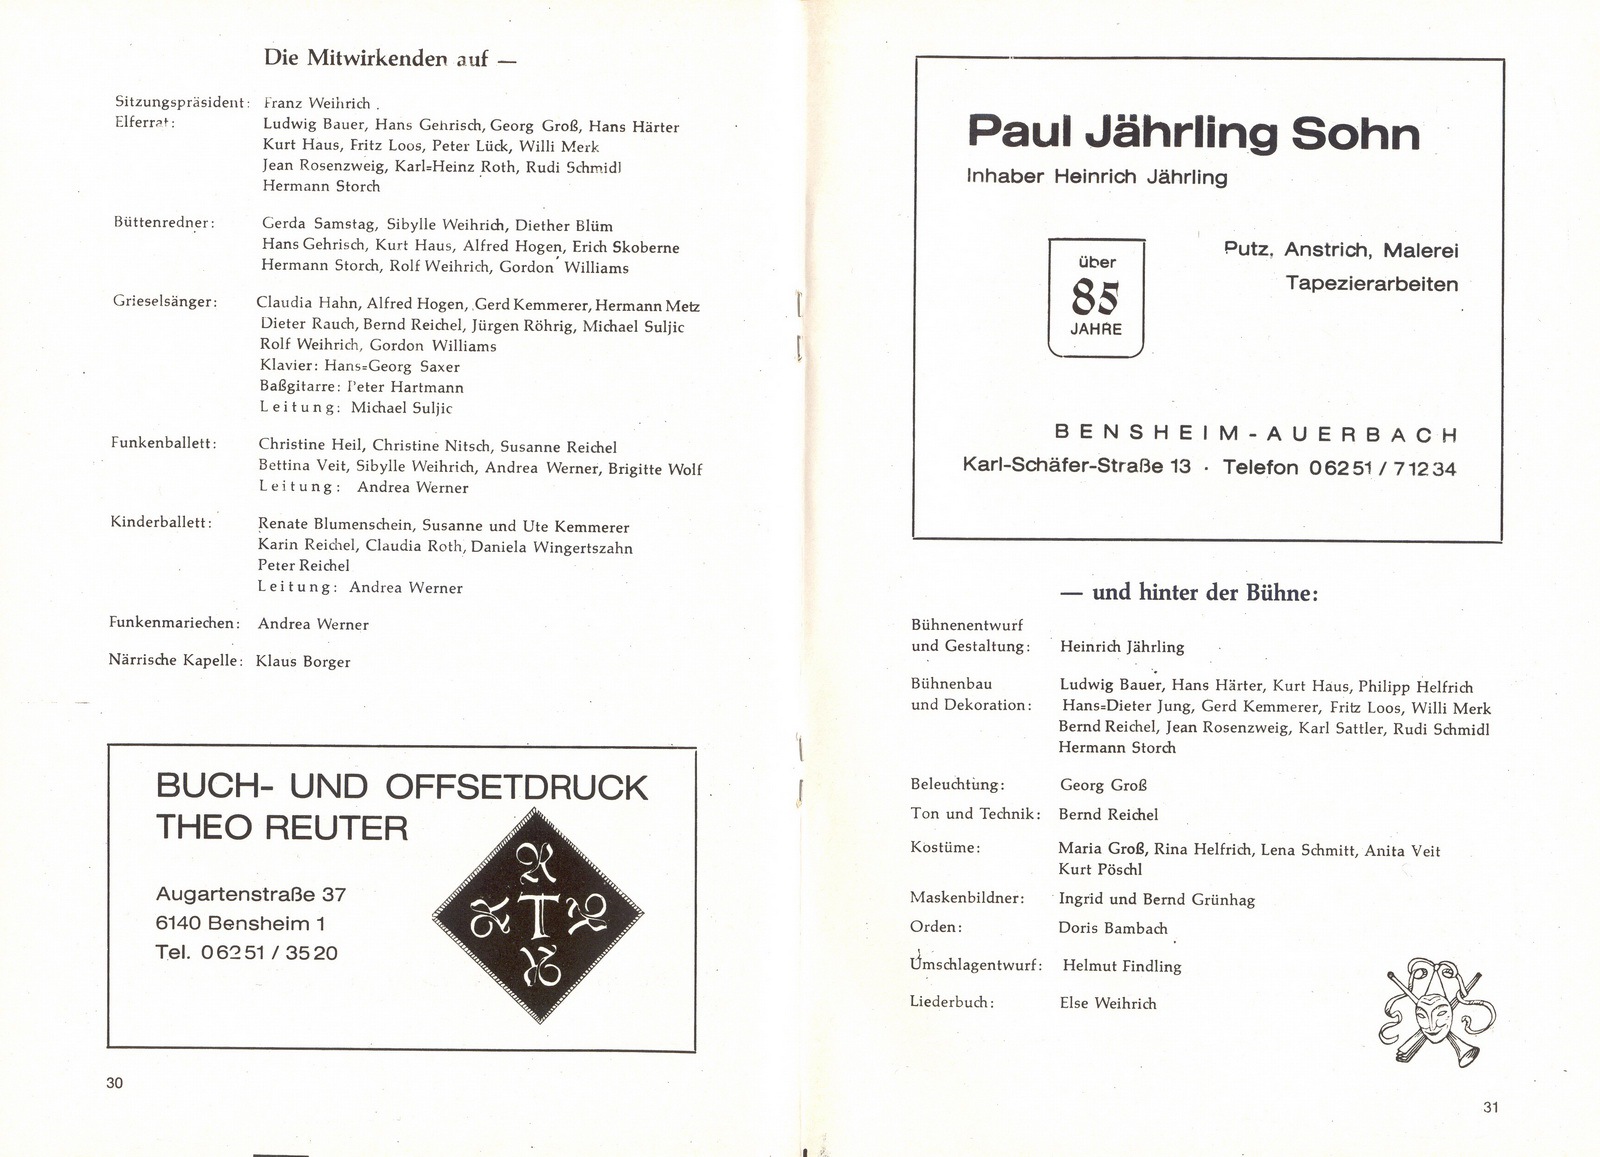 Die Mitwirkenden auf —
Sitzungspräsident: Franz Weihrich
Elferrat: Ludwig Bauer, Hans Gehrisch, Georg Groß, Hans Härter
Kurt Haus, Fritz Loos, Peter Lück, Willi Merk
Jean Rosenzweig, Karl=Heinz Roth, Rudi Schmidl
Hermann Storch
Büttenredner: Gerda Samstag, Sibylle Weihrich, Diether Blüm
Hans Gehrisch, Kurt Haus, Alfred Hogen, Erich Skoberne
Hermann Storch, Rolf Weihrich, Gordon Williams
Grieselsänger: Claudia Hahn, Alfred Hogen, Gerd Kemmerer, Hermann Metz
Dieter Rauch, Bernd Reichel, Jürgen Röhrig, Michael Suljic
Rolf Weihrich, Gordon Williams
Klavier: Hans=Georg Saxer
Baßgitarre: Peter Hartmann
Leitung: Michael Suljic
Funkenballett: Christine Heil, Christine Nitsch, Susanne Reichel
Bettina Veit, Sibylle Weihrich, Andrea Werner, Brigitte Wolf
Leitung: Andrea Werner
Kinderballett: Renate Blumenschein, Susanne und Ute Kemmerer
Karin Reichel, Claudia Roth, Daniela Wingertszahn
Peter Reichel
Leitung: Andrea Werner
Funkenmariechen: Andrea Werner
Närrische Kapelle: Klaus Borger
BUCH- UND OFFSETDRUCK
THEO REUTER
Augartenstraße 37
6140 Bensheim 1
Tel. 06251 / 3520
R
R T R
R
30
Paul Jährling Sohn
Inhaber Heinrich Jährling
über
85
JAHRE
Putz, Anstrich, Malerei
Tapezierarbeiten
BENSHEIM-AUERBACH
Karl-Schäfer-Straße 13 · Telefon 06251 / 71234
— und hinter der Bühne:
Bühnenentwurf
und Gestaltung: Heinrich Jährling
Bühnenbau Ludwig Bauer, Hans Härter, Kurt Haus, Philipp Helfrich
und Dekoration: Hans=Dieter Jung, Gerd Kemmerer, Fritz Loos, Willi Merk
Bernd Reichel, Jean Rosenzweig, Karl Sattler, Rudi Schmidl
Hermann Storch
Beleuchtung: Georg Groß
Ton und Technik: Bernd Reichel
Kostüme: Maria Groß, Rina Helfrich, Lena Schmitt, Anita Veit
Kurt Pöschl
Maskenbildner: Ingrid und Bernd Grünhag
Orden: Doris Bambach
Umschlagentwurf: Helmut Findling
Liederbuch: Else Weihrich
31